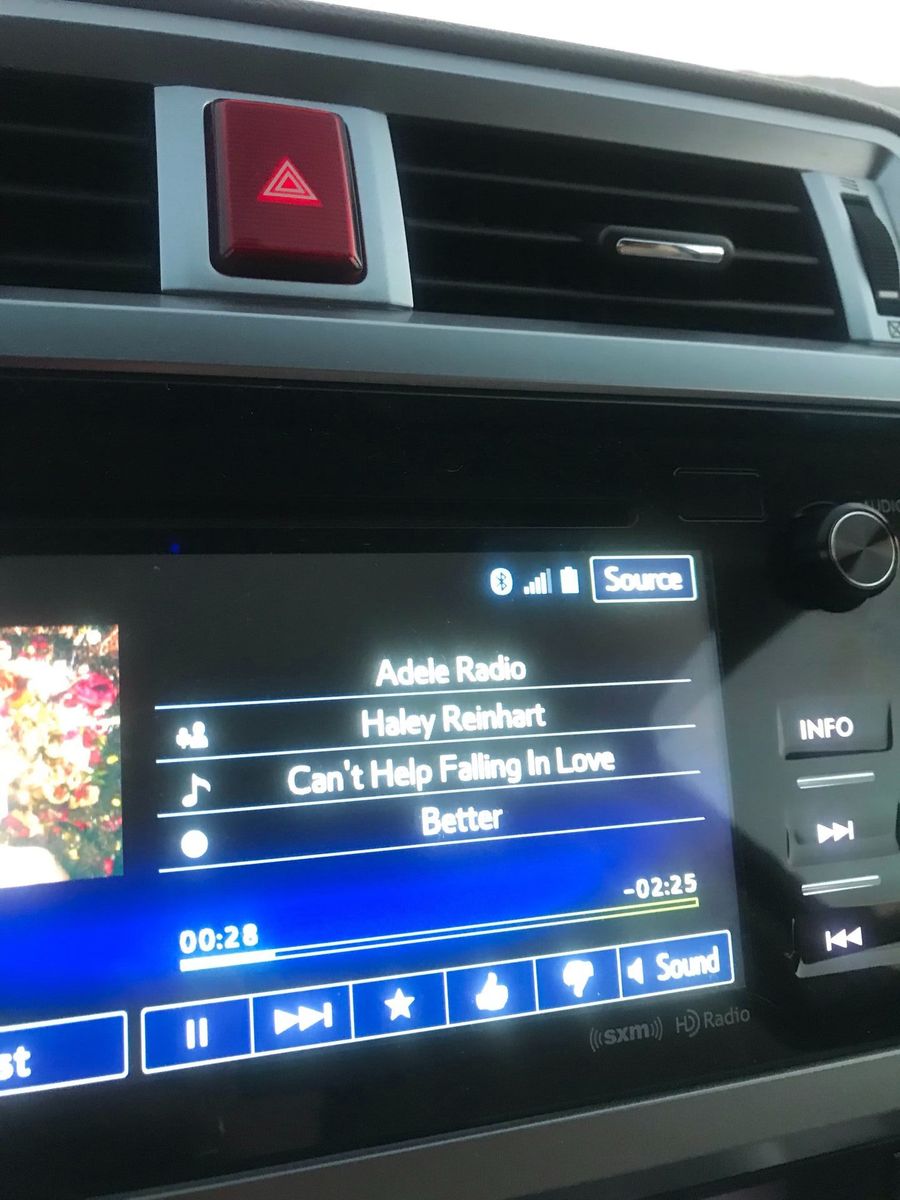 AUDIO
Source
Adele Radio
Haley Reinhart
Can't Help Falling In Love
Better
-02:25
00:28
st
Sound
INFO
sxm
HD Radio